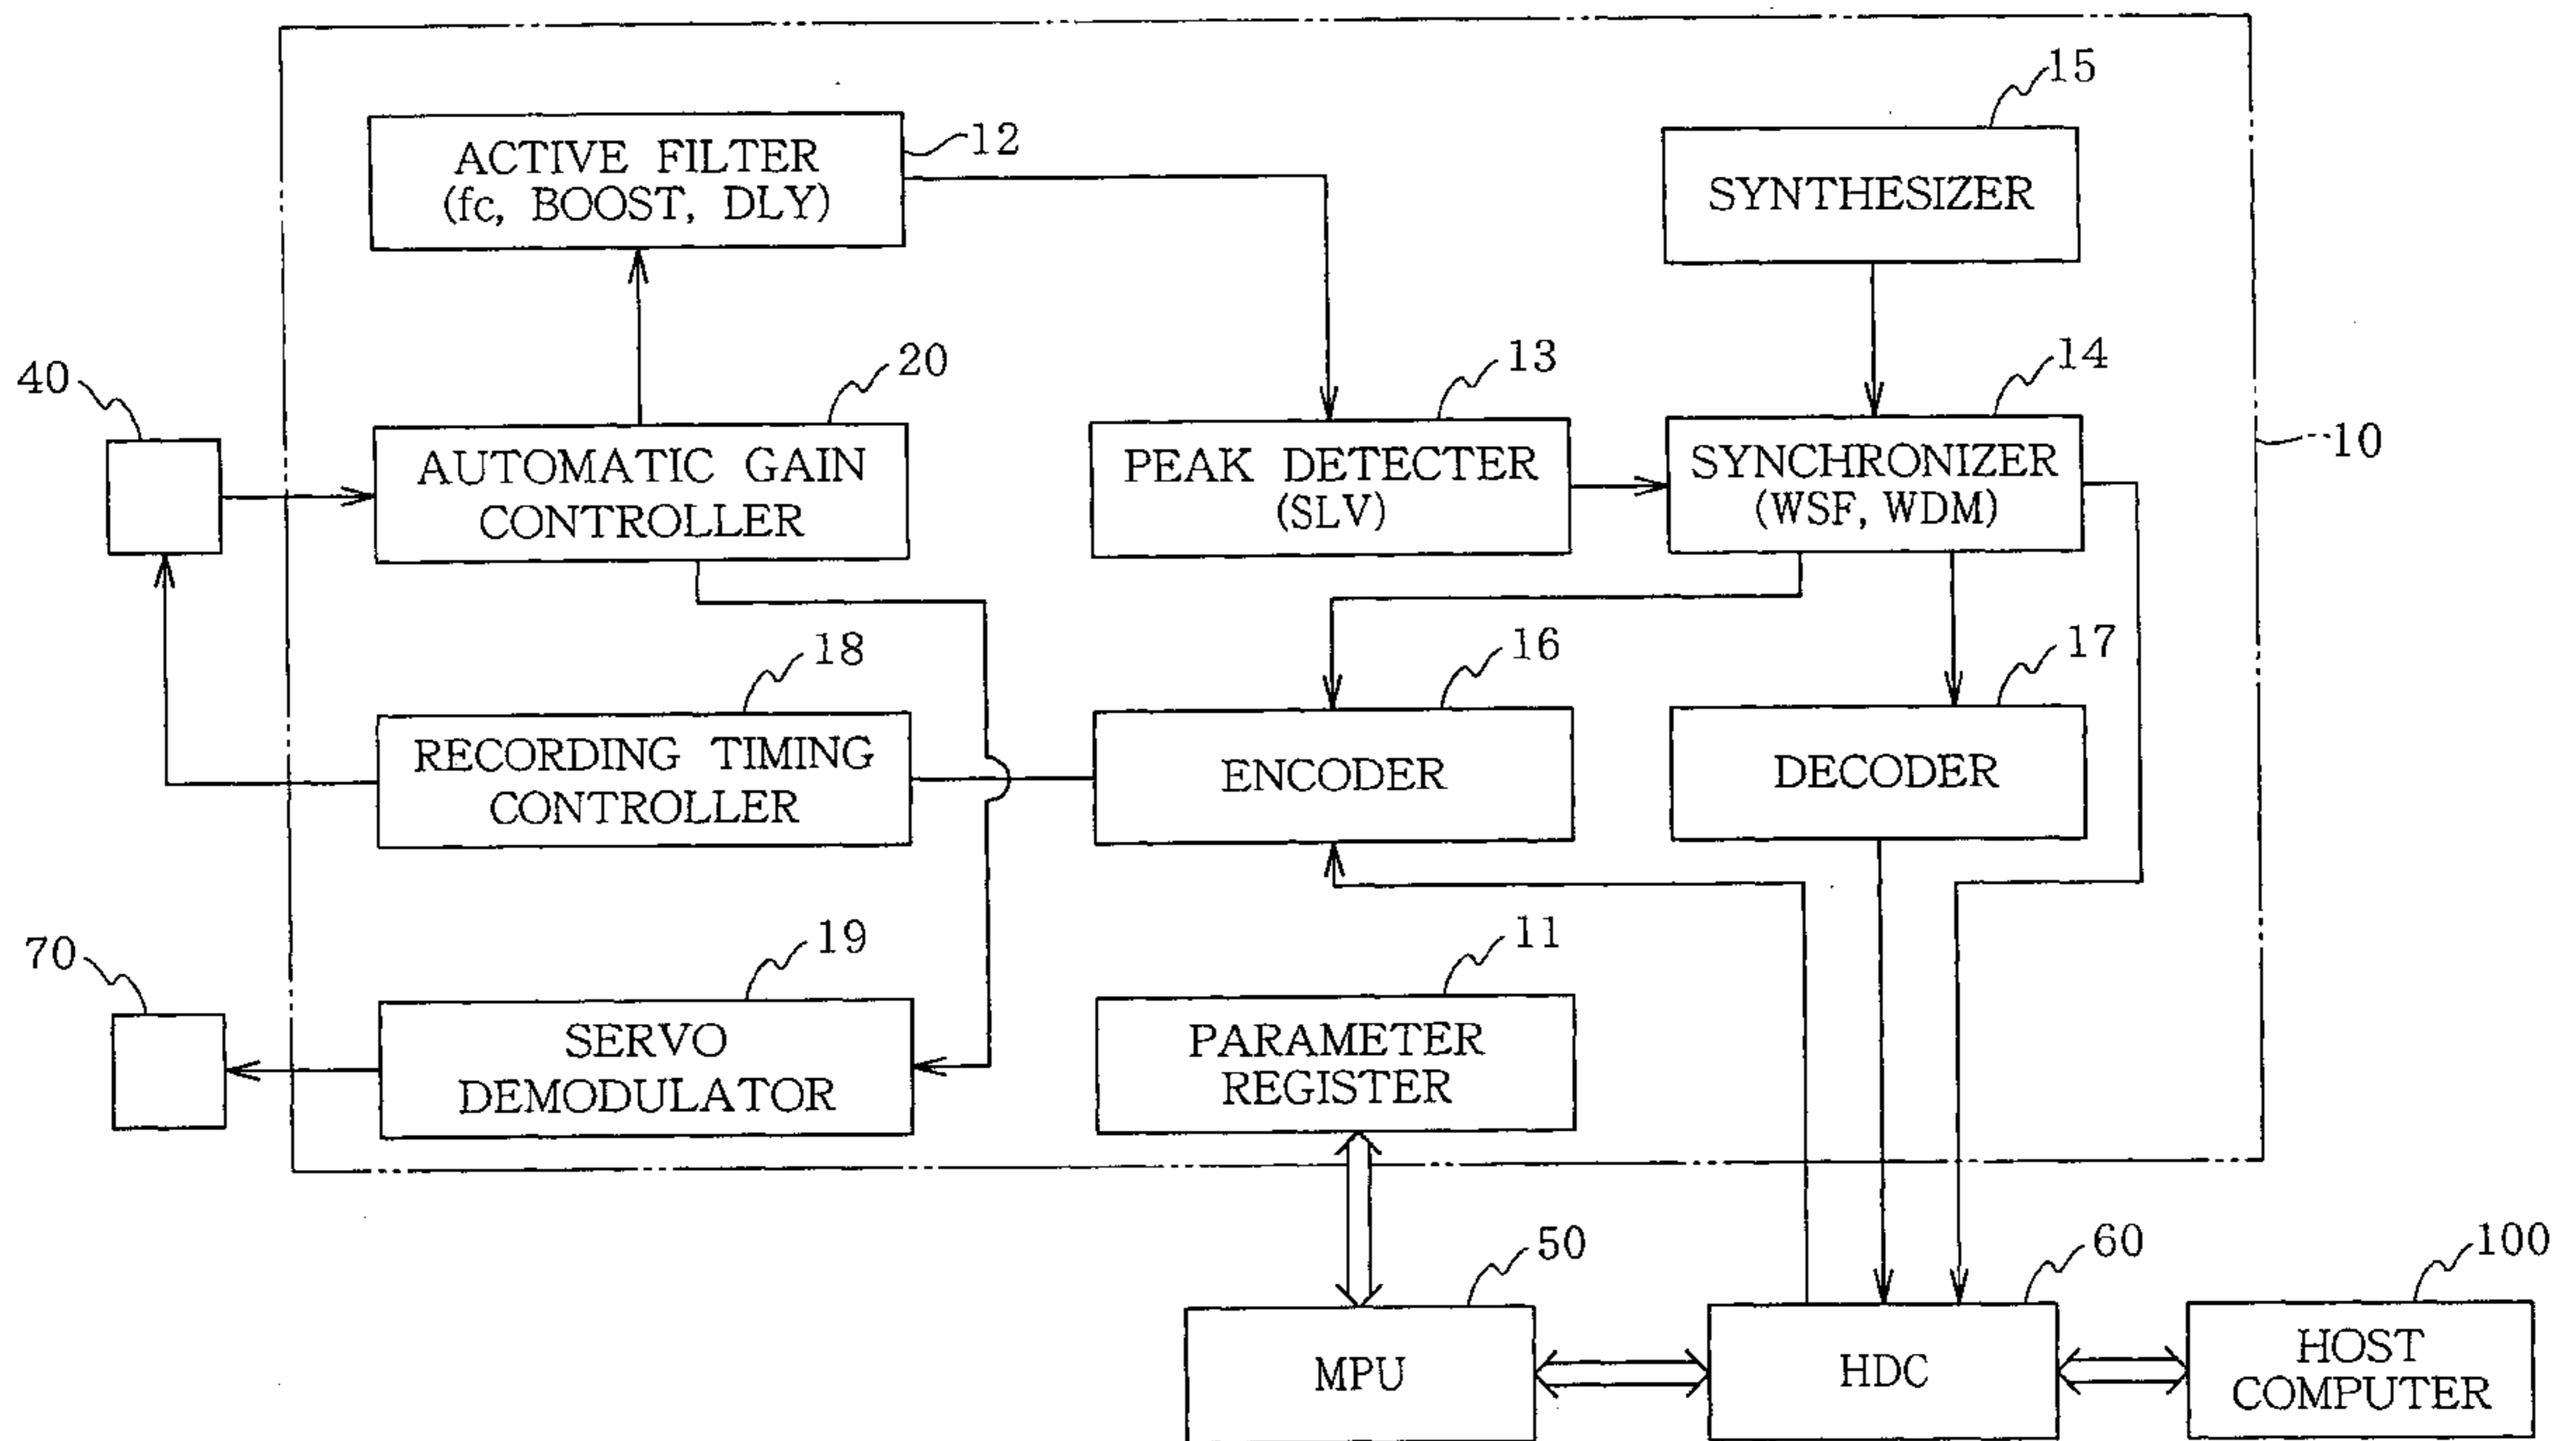 15
12
ACTIVE FILTER
(fc, BOOST, DLY)
SYNTHESIZER
40
20
13
14
10
AUTOMATIC GAIN
CONTROLLER
PEAK DETECTER
(SLV)
SYNCHRONIZER
(WSF, WDM)
18
16
17
RECORDING TIMING
CONTROLLER
ENCODER
DECODER
70
19
11
SERVO
DEMODULATOR
PARAMETER
REGISTER
50
60
100
MPU
HDC
HOST
COMPUTER